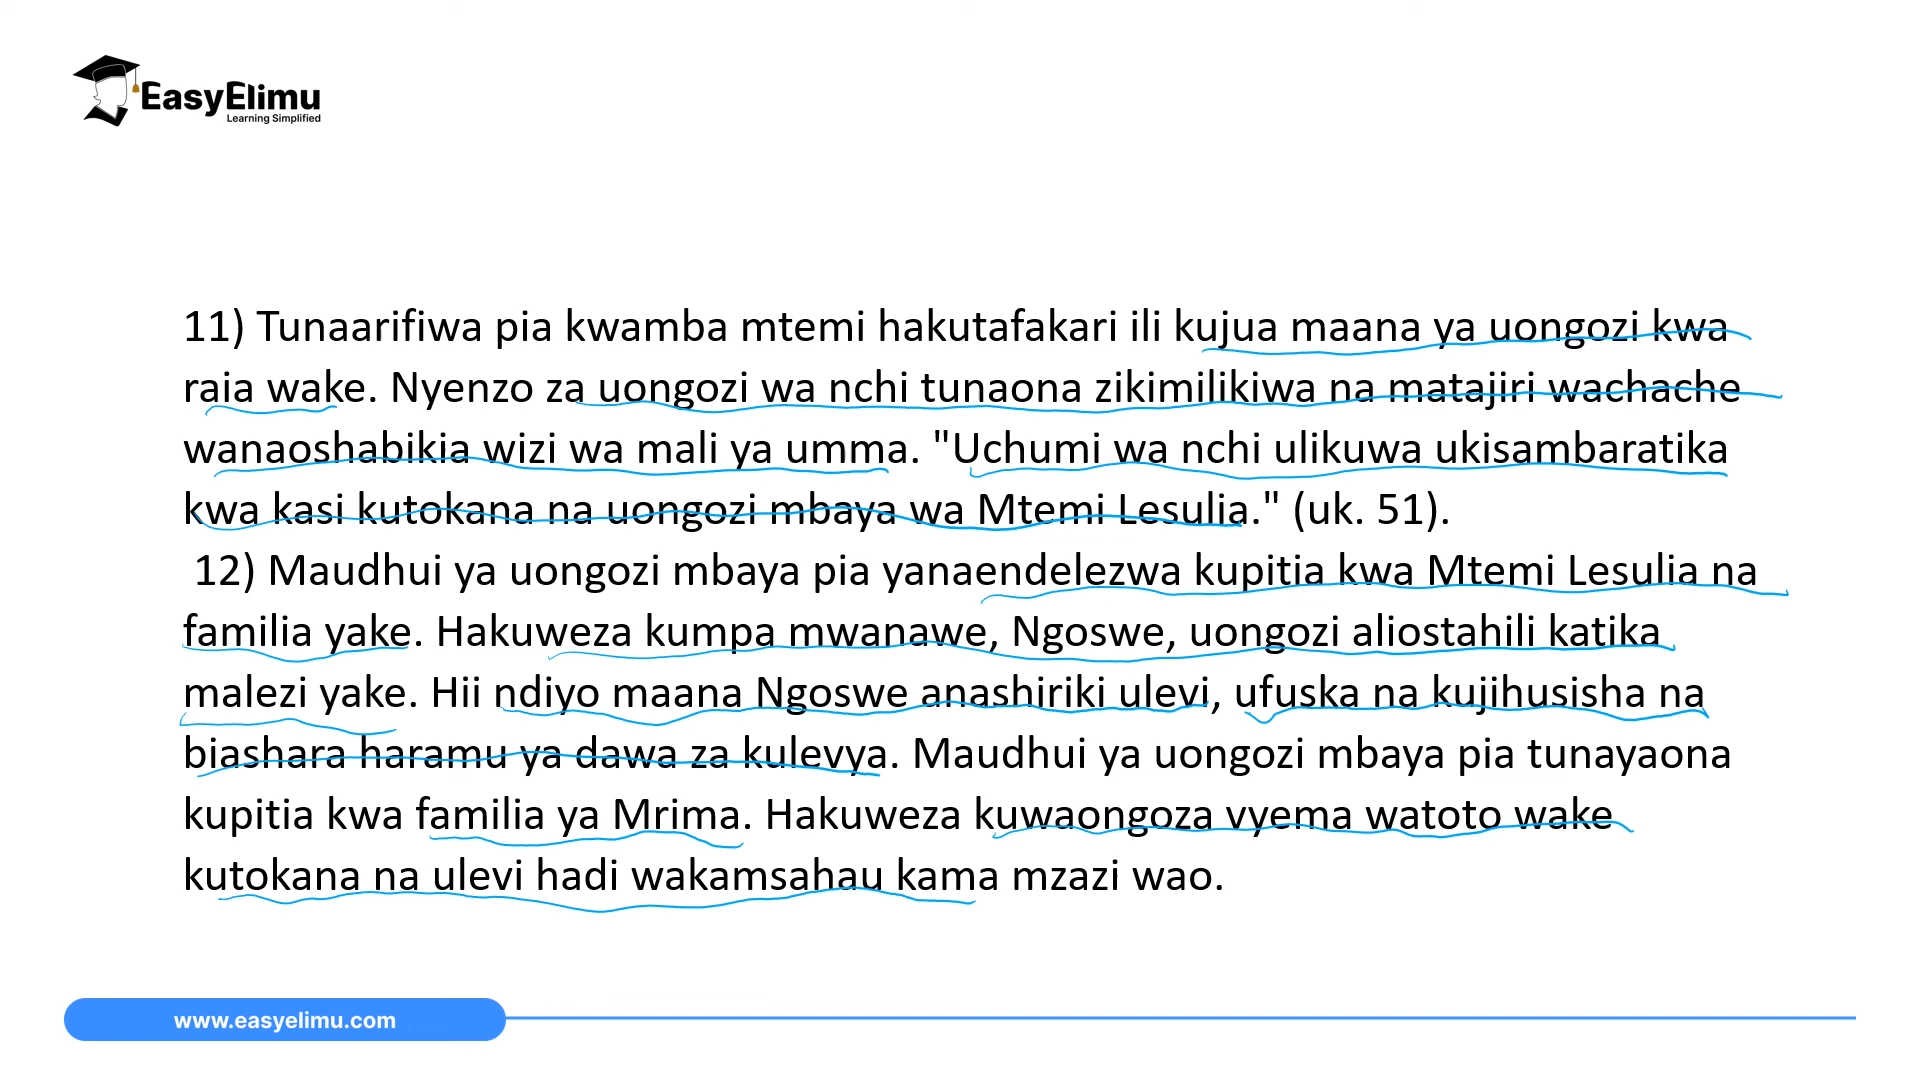 EasyElimu
Learning Simplified
11) Tunaarifiwa pia kwamba mtemi hakutafakari ili kujua maana ya uongozi kwa
raia wake. Nyenzo za uongozi wa nchi tunaona zikimilikiwa na matajiri wachache
wanaoshabikia wizi wa mali ya umma. "Uchumi wa nchi ulikuwa ukisambaratika
kwa kasi kutokana na uongozi mbaya wa Mtemi Lesulia." (uk. 51).
12) Maudhui ya uongozi mbaya pia yanaendelezwa kupitia kwa Mtemi Lesulia na
familia yake. Hakuweza kumpa mwanawe, Ngoswe, uongozi aliostahili katika
malezi yake. Hii ndiyo maana Ngoswe anashiriki ulevi, ufuska na kujihusisha na
biashara haramu ya dawa za kulevya. Maudhui ya uongozi mbaya pia tunayaona
kupitia kwa familia ya Mrima. Hakuweza kuwaongoza vyema watoto wake
kutokana na ulevi hadi wakamsahau kama mzazi wao.
www.easyelimu.com